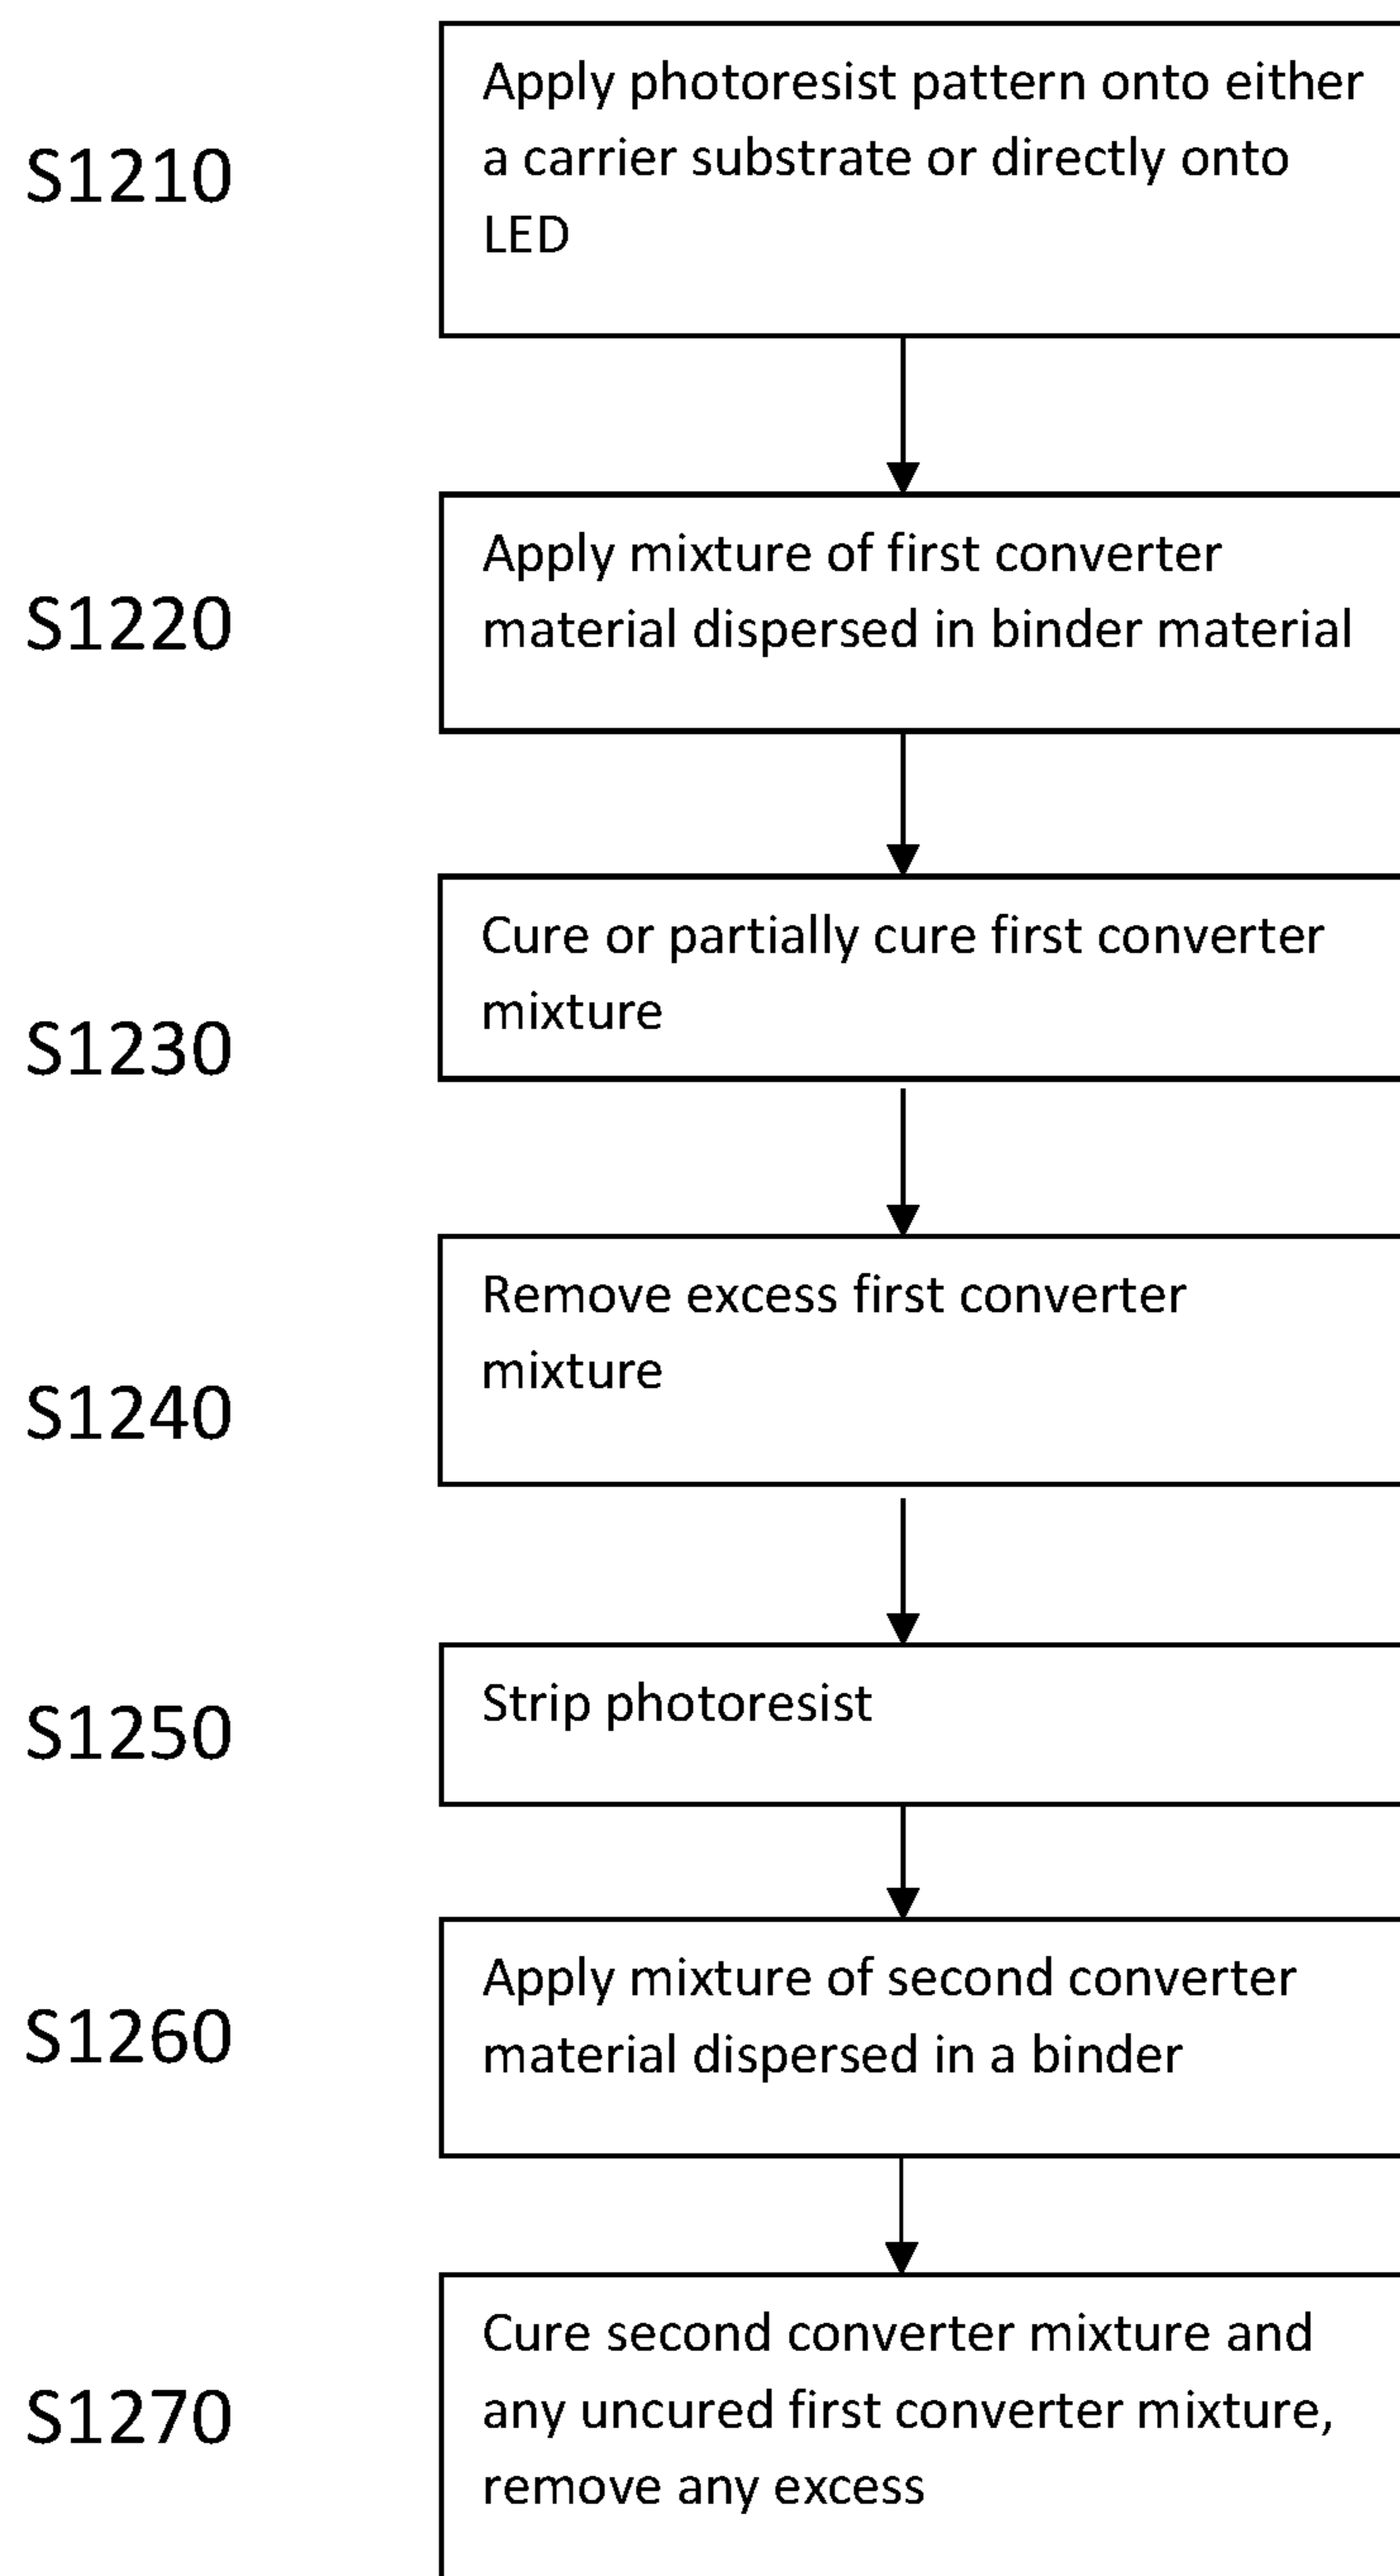 S1210
Apply photoresist pattern onto either
a carrier substrate or directly onto
LED
S1220
Apply mixture of first converter
material dispersed in binder material
S1230
Cure or partially cure first converter
mixture
S1240
Remove excess first converter
mixture
S1250
Strip photoresist
S1260
Apply mixture of second converter
material dispersed in a binder
S1270
Cure second converter mixture and
any uncured first converter mixture,
remove any excess